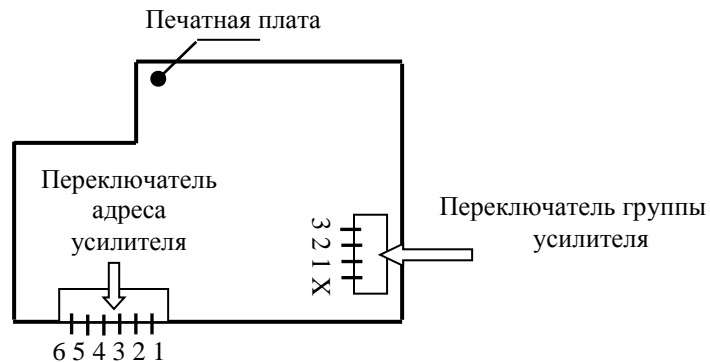 Печатная плата
Переключатель
адреса
усилителя
Переключатель группы
усилителя
3 2 1 X
6 5 4 3 2 1